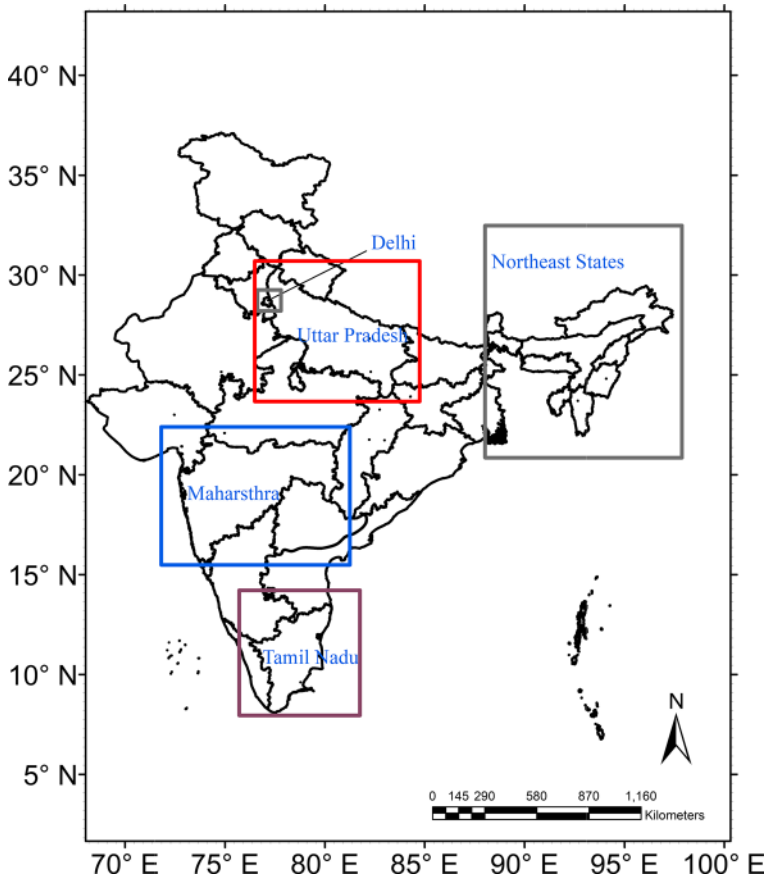 40° N
35° N
Delhi
Northeast States
30° N
Uttar Pradesh
25° N
20° N
Maharsthra
15° N
Tamil Nadu
10° N
N
5° N
0 145 290 580 870 1,160
Kilometers
70° E 75° E 80° E 85° E 90° E 95° E 100° E